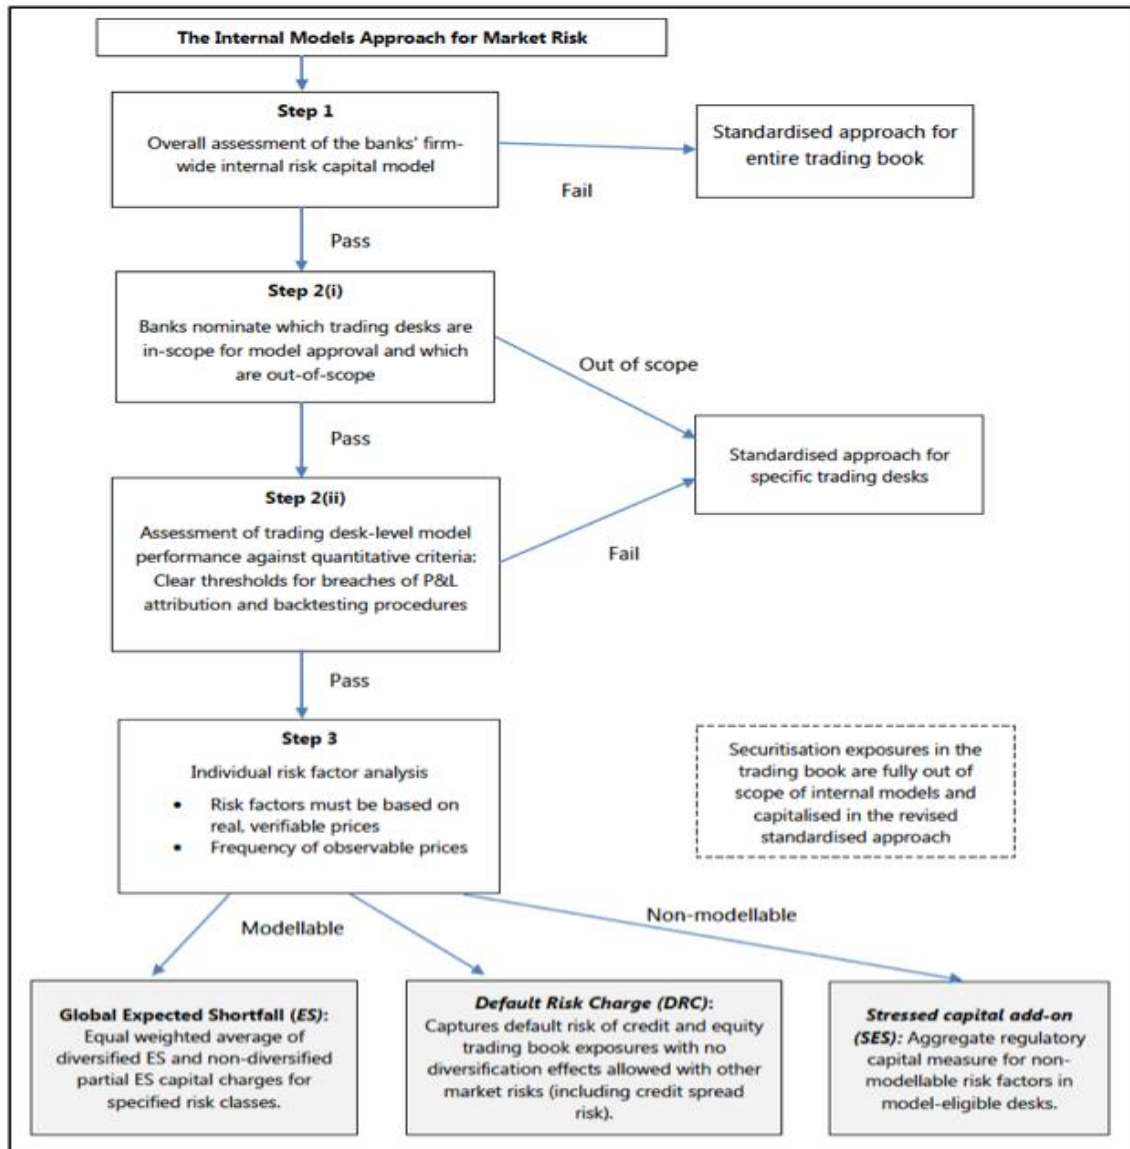 The Internal Models Approach for Market Risk
Step 1
Overall assessment of the banks' firm-
wide internal risk capital model
Standardised approach for
entire trading book
Fail
Pass
Step 2(i)
Banks nominate which trading desks are
in-scope for model approval and which
are out-of-scope
Out of scope
Pass
Standardised approach for
specific trading desks
Step 2(ii)
Assessment of trading desk-level model
performance against quantitative criteria:
Clear thresholds for breaches of P&L
attribution and backtesting procedures
Fail
Pass
Step 3
Individual risk factor analysis
• Risk factors must be based on
real, verifiable prices
• Frequency of observable prices
Securitisation exposures in the
trading book are fully out of
scope of internal models and
capitalised in the revised
standardised approach
Modellable
Non-modellable
Global Expected Shortfall (ES):
Equal weighted average of
diversified ES and non-diversified
partial ES capital charges for
specified risk classes.
Default Risk Charge (DRC):
Captures default risk of credit and equity
trading book exposures with no
diversification effects allowed with other
market risks (including credit spread
risk).
Stressed capital add-on
(SES): Aggregate regulatory
capital measure for non-
modellable risk factors in
model-eligible desks.